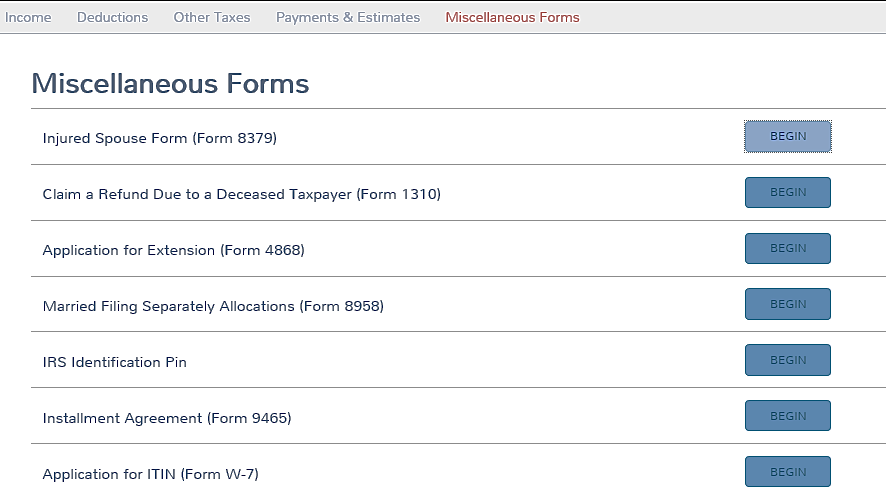 Income Deductions Other Taxes Payments & Estimates Miscellaneous Forms
Miscellaneous Forms
Injured Spouse Form (Form 8379) BEGIN
Claim a Refund Due to a Deceased Taxpayer (Form 1310) BEGIN
Application for Extension (Form 4868) BEGIN
Married Filing Separately Allocations (Form 8958) BEGIN
IRS Identification Pin BEGIN
Installment Agreement (Form 9465) BEGIN
Application for ITIN (Form W-7) BEGIN